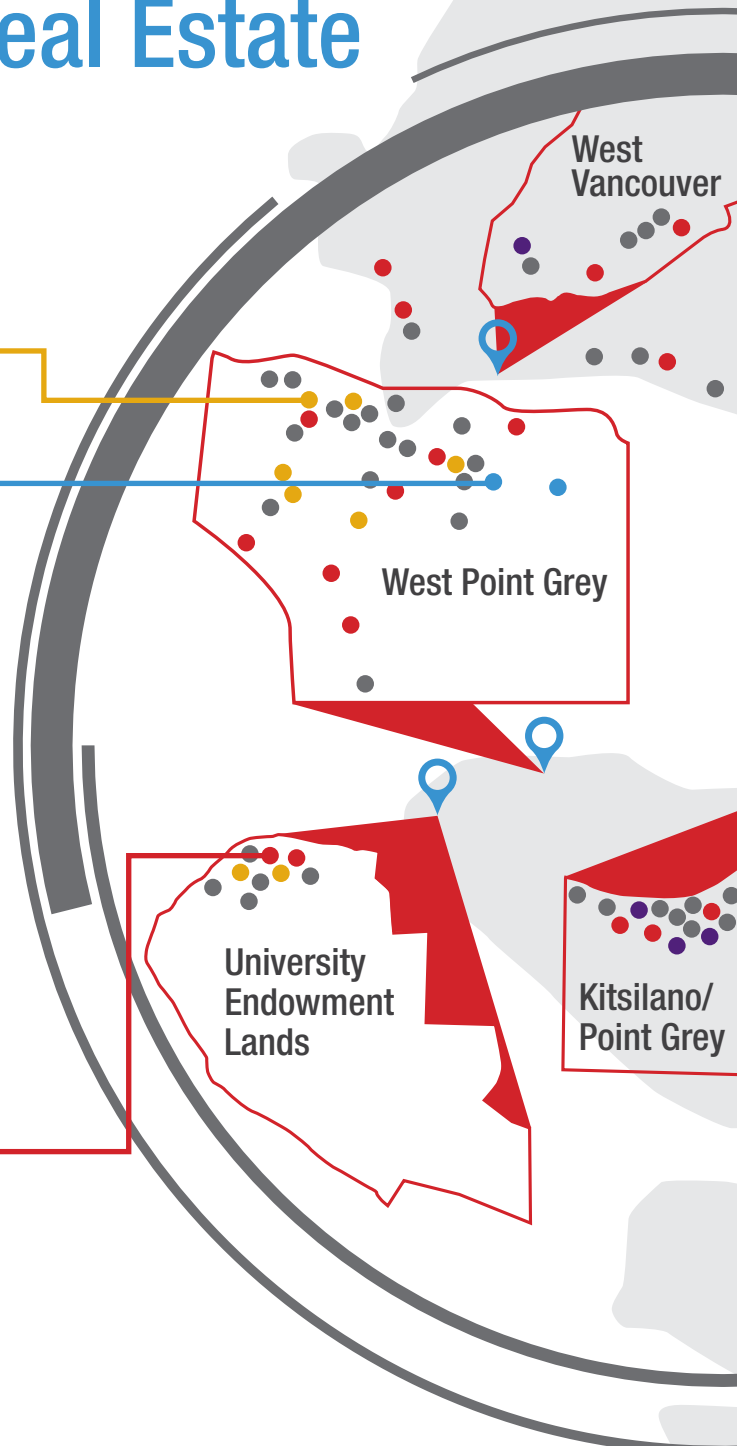 eal Estate
West
Vancouver
West Point Grey
University
Endowment
Lands
Kitsilano/
Point Grey